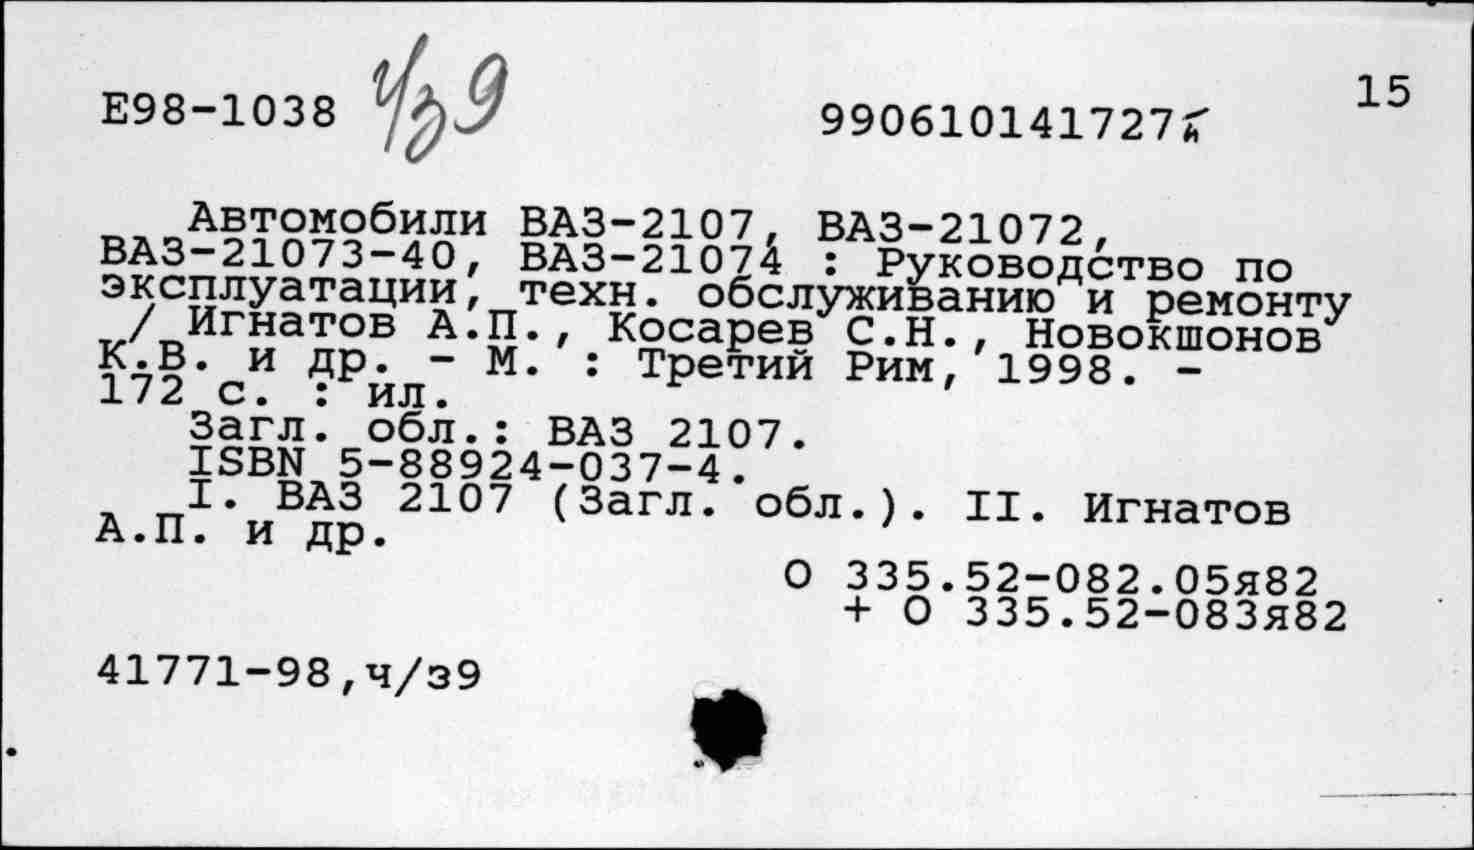 15
Е98-1038 ч/з9 990610141727
Автомобили ВАЗ-2107, ВАЗ-21072,
ВАЗ-21073-40, ВАЗ-21074 : Руководство по
эксплуатации, техн. обслуживанию и ремонту
/ Игнатов А.П., Косарев С.Н., Новокшонов
К.В. и др. - М. : Третий Рим, 1998. -
172 с. : ил.
Загл. обл.: ВАЗ 2107.
ISBN 5-88924-037-4.
I. ВАЗ 2107 (Загл. обл.). II. Игнатов
А.П. и др.
О 335.52-082.05я82
+ О 335.52-083я82
41771-98,ч/з9